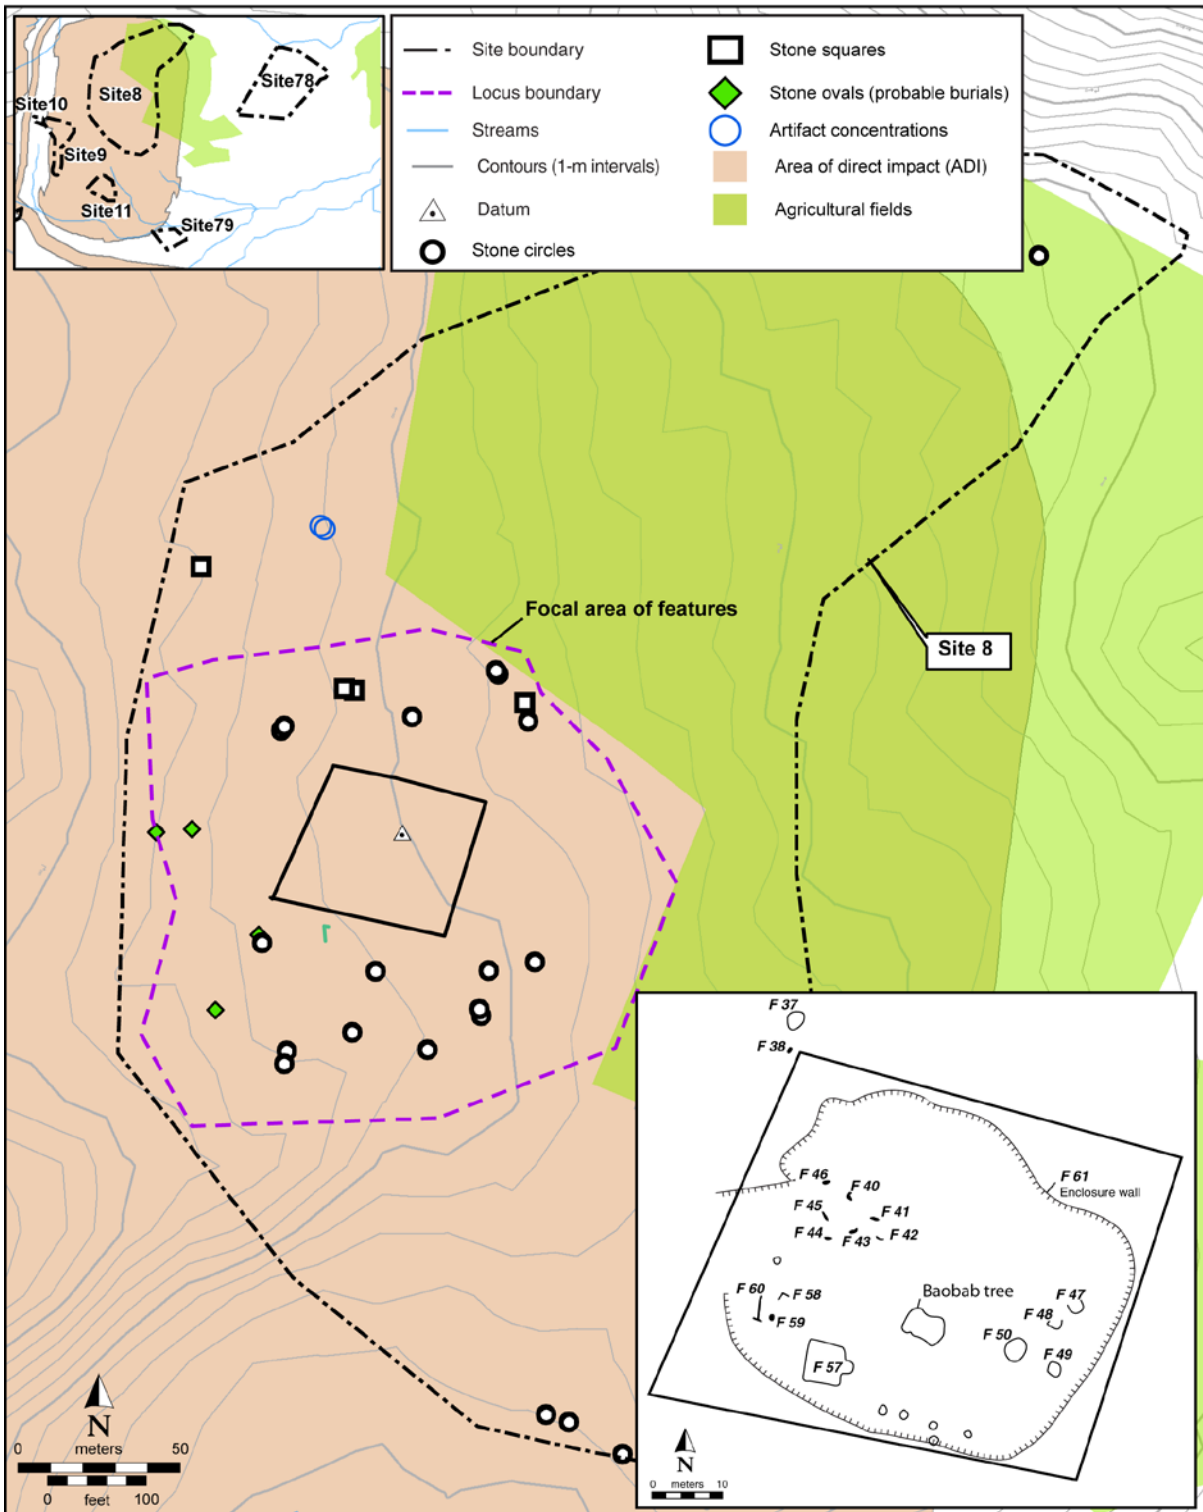 Site8
Site78
Site10
Site9
Site11
Site79
Site boundary
Locus boundary
Streams
Contours (1-m intervals)
Datum
Stone circles
Stone squares
Stone ovals (probable burials)
Artifact concentrations
Area of direct impact (ADI)
Agricultural fields
Focal area of features
Site 8
N
0 meters 50
0 feet 100
F 37
F 38
F 46
F 40
F 61
Enclosure wall
F 45
F 41
F 44
F 43
F 42
F 60
F 58
F 59
Baobab tree
F 47
F 48
F 50
F 49
F 57
N
0 meters 10